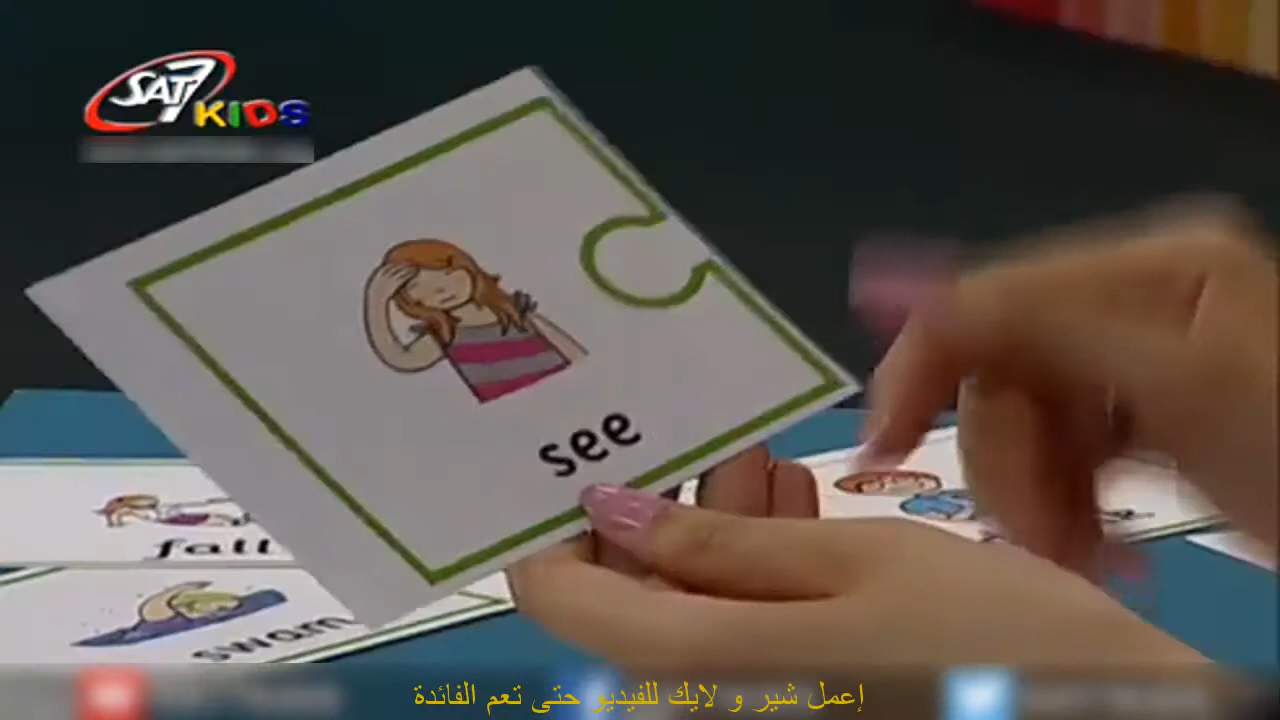 SAT7
KIDS
see
fall
swam
إعمل شير و لايك للفيديو حتى تعم الفائدة